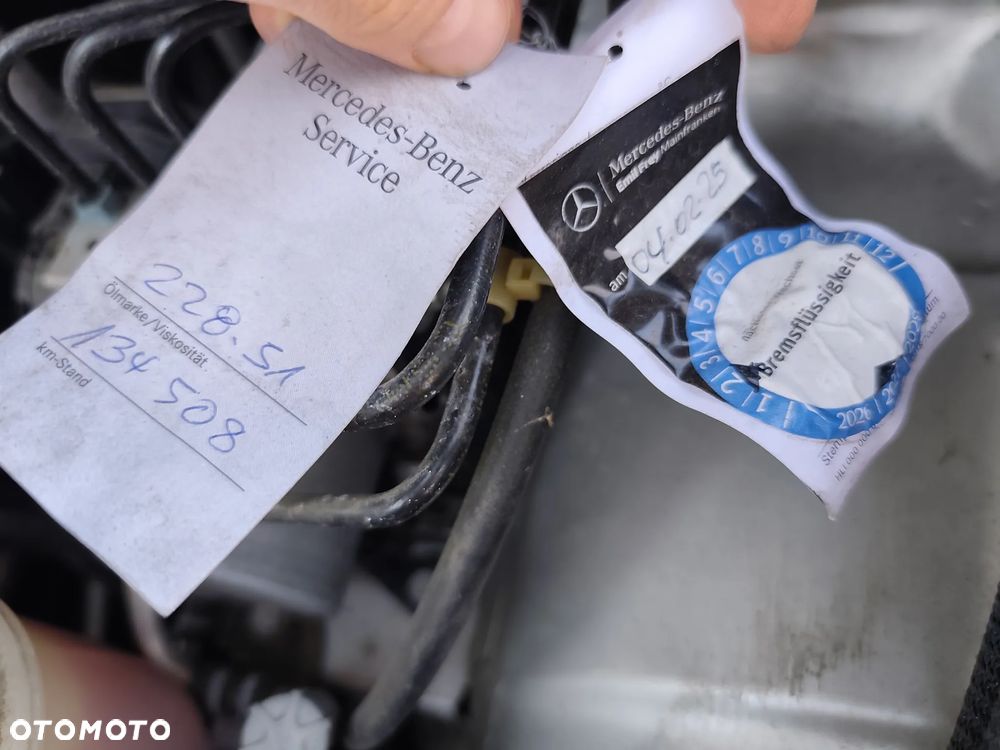 Mercedes-Benz
Service
228.51
Ölmarke/Viskosität
134 508
km-Stand
Mercedes-Benz
Emil Frey Mainfranken
am
04.02.25
1 2 3 4 5 6 7 8 9 10 11 12
Bremsflüssigkeit
2026
OTOMOTO